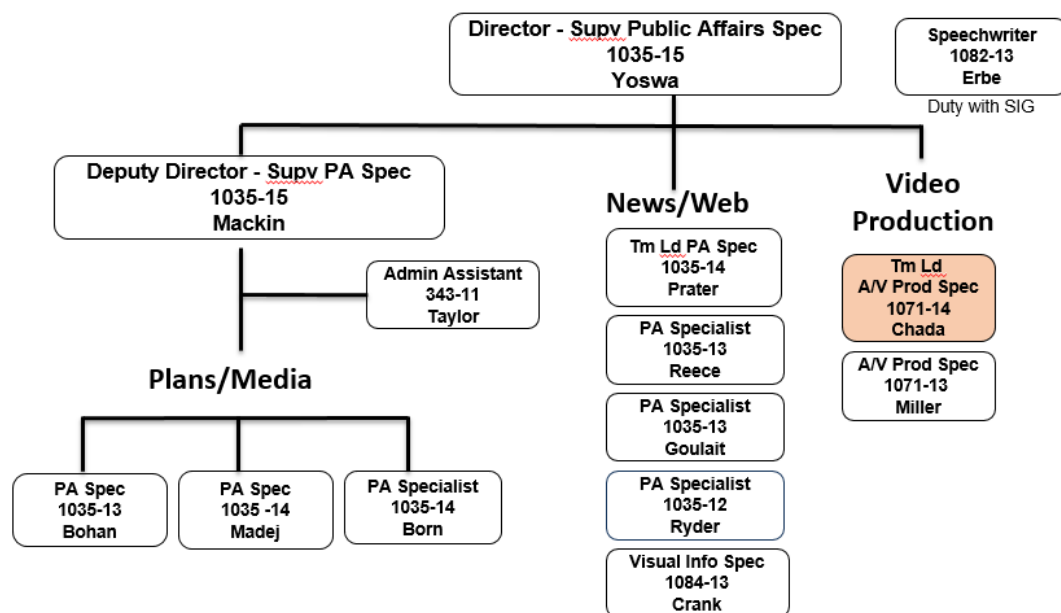 Director - Supv Public Affairs Spec
1035-15
Yoswa
Speechwriter
1082-13
Erbe
Duty with SIG
Deputy Director - Supv PA Spec
1035-15
Mackin
Admin Assistant
343-11
Taylor
Plans/Media
PA Spec
1035-13
Bohan
PA Spec
1035 -14
Madej
PA Specialist
1035-14
Born
News/Web
Tm Ld PA Spec
1035-14
Prater
PA Specialist
1035-13
Reece
PA Specialist
1035-13
Goulait
PA Specialist
1035-12
Ryder
Visual Info Spec
1084-13
Crank
Video
Production
Tm Ld
A/V Prod Spec
1071-14
Chada
A/V Prod Spec
1071-13
Miller